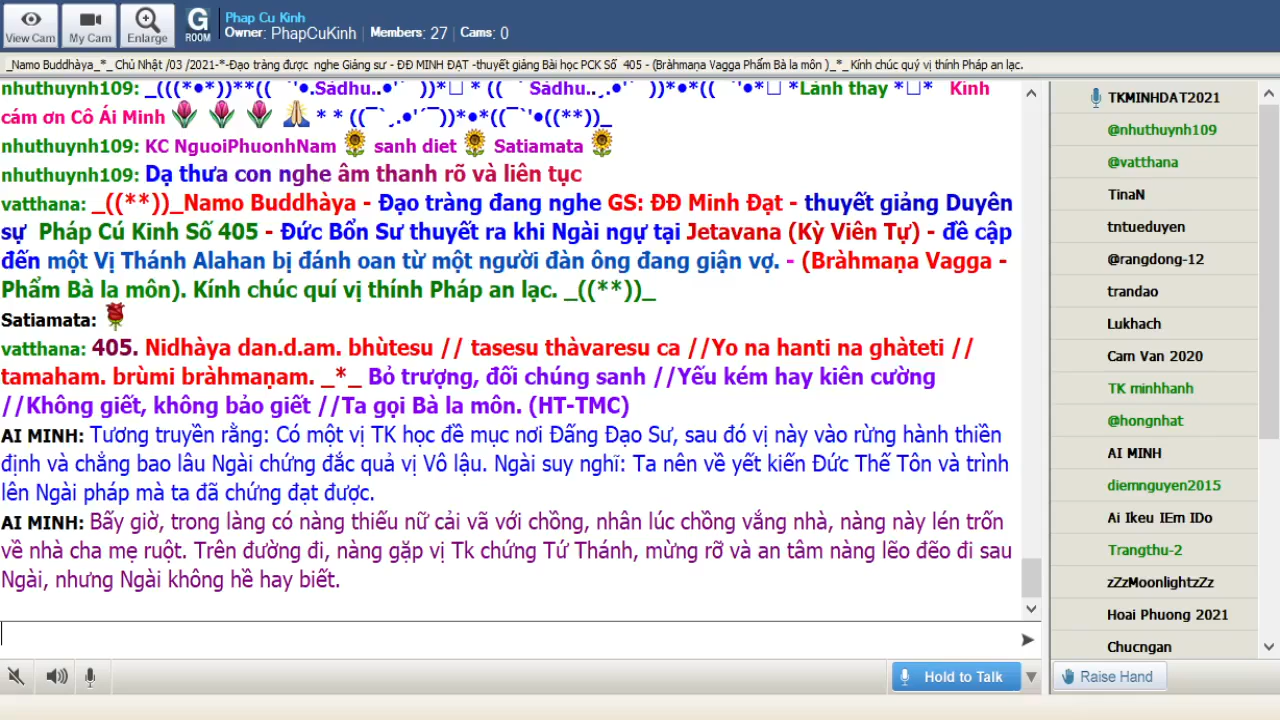 View Cam
My Cam
Enlarge
G ROOM
Phap Cu Kinh
Owner: PhapCuKinh | Members: 27 | Cams: 0
_Namo Buddhàya_*_ Chủ Nhật /03 /2021-*-Đạo tràng được nghe Giảng sư - ĐĐ MINH ĐẠT -thuyết giảng Bài học PCK Số 405 - (Bràhmaṇa Vagga Phẩm Bà la môn )_*_ Kính chúc quý vị thính Pháp an lạc.
nhuthuynh109: _(((*●*))**((¯`'●.Sádhu..●'´¯))*□ * ((¯` Sádhu..¸.●'´¯))*●*((¯`'●*□ *Lành thay *□* Kính
cám ơn Cô Ái Minh 🌷 🌷 🌷 🙏 * * ((¯`¸.●'´¯))*●*((¯`'●((**))_
nhuthuynh109: KC NguoiPhuonhNam 🌻 sanh diet 🌻 Satiamata 🌻
nhuthuynh109: Dạ thưa con nghe âm thanh rõ và liên tục
vatthana: _((**))_Namo Buddhàya - Đạo tràng đang nghe GS: ĐĐ Minh Đạt - thuyết giảng Duyên
sự Pháp Cú Kinh Số 405 - Đức Bổn Sư thuyết ra khi Ngài ngự tại Jetavana (Kỳ Viên Tự) - đề cập
đến một Vị Thánh Alahan bị đánh oan từ một người đàn ông đang giận vợ. - (Bràhmaṇa Vagga -
Phẩm Bà la môn). Kính chúc quí vị thính Pháp an lạc. _((**))_
Satiamata: 🌹
vatthana: 405. Nidhàya dan.d.am. bhùtesu // tasesu thàvaresu ca //Yo na hanti na ghàteti //
tamaham. brùmi bràhmaṇam. _*_ Bỏ trượng, đối chúng sanh //Yếu kém hay kiên cường
//Không giết, không bảo giết //Ta gọi Bà la môn. (HT-TMC)
AI MINH: Tương truyền rằng: Có một vị TK học đề mục nơi Đấng Đạo Sư, sau đó vị này vào rừng hành thiền
định và chẳng bao lâu Ngài chứng đắc quả vị Vô lậu. Ngài suy nghĩ: Ta nên về yết kiến Đức Thế Tôn và trình
lên Ngài pháp mà ta đã chứng đạt được.
AI MINH: Bấy giờ, trong làng có nàng thiếu nữ cải vã với chồng, nhân lúc chồng vắng nhà, nàng này lén trốn
về nhà cha mẹ ruột. Trên đường đi, nàng gặp vị Tk chứng Tứ Thánh, mừng rỡ và an tâm nàng lẽo đẽo đi sau
Ngài, nhưng Ngài không hề hay biết.
Hold to Talk
TKMINHDAT2021
@nhuthuynh109
@vatthana
TinaN
tntueduyen
@rangdong-12
trandao
Lukhach
Cam Van 2020
TK minhhanh
@hongnhat
AI MINH
diemnguyen2015
Ai Ikeu IEm IDo
Trangthu-2
zZzMoonlightzZz
Hoai Phuong 2021
Chucngan
Raise Hand